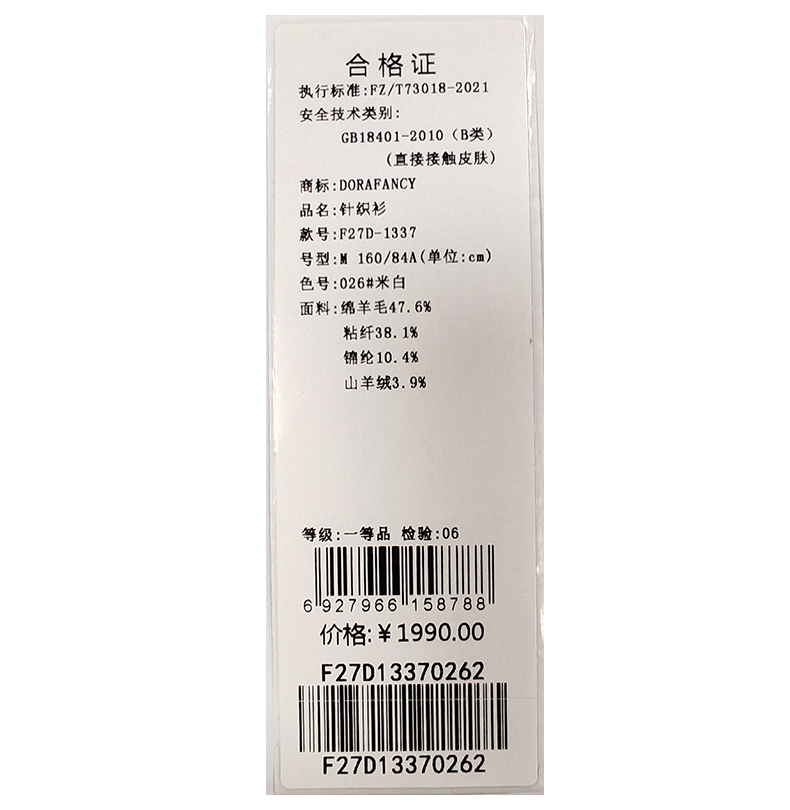 合格证
执行标准:FZ/T73018-2021
安全技术类别:
GB18401-2010（B类）
(直接接触皮肤)
商标:DORAFANCY
品名:针织衫
款号:F27D-1337
号型:M 160/84A(单位:cm)
色号:026#米白
面料:绵羊毛47.6%
粘纤38.1%
锦纶10.4%
山羊绒3.9%
等级:一等品 检验:06
6 927966 158788
价格:￥1990.00
F27D13370262
F27D13370262